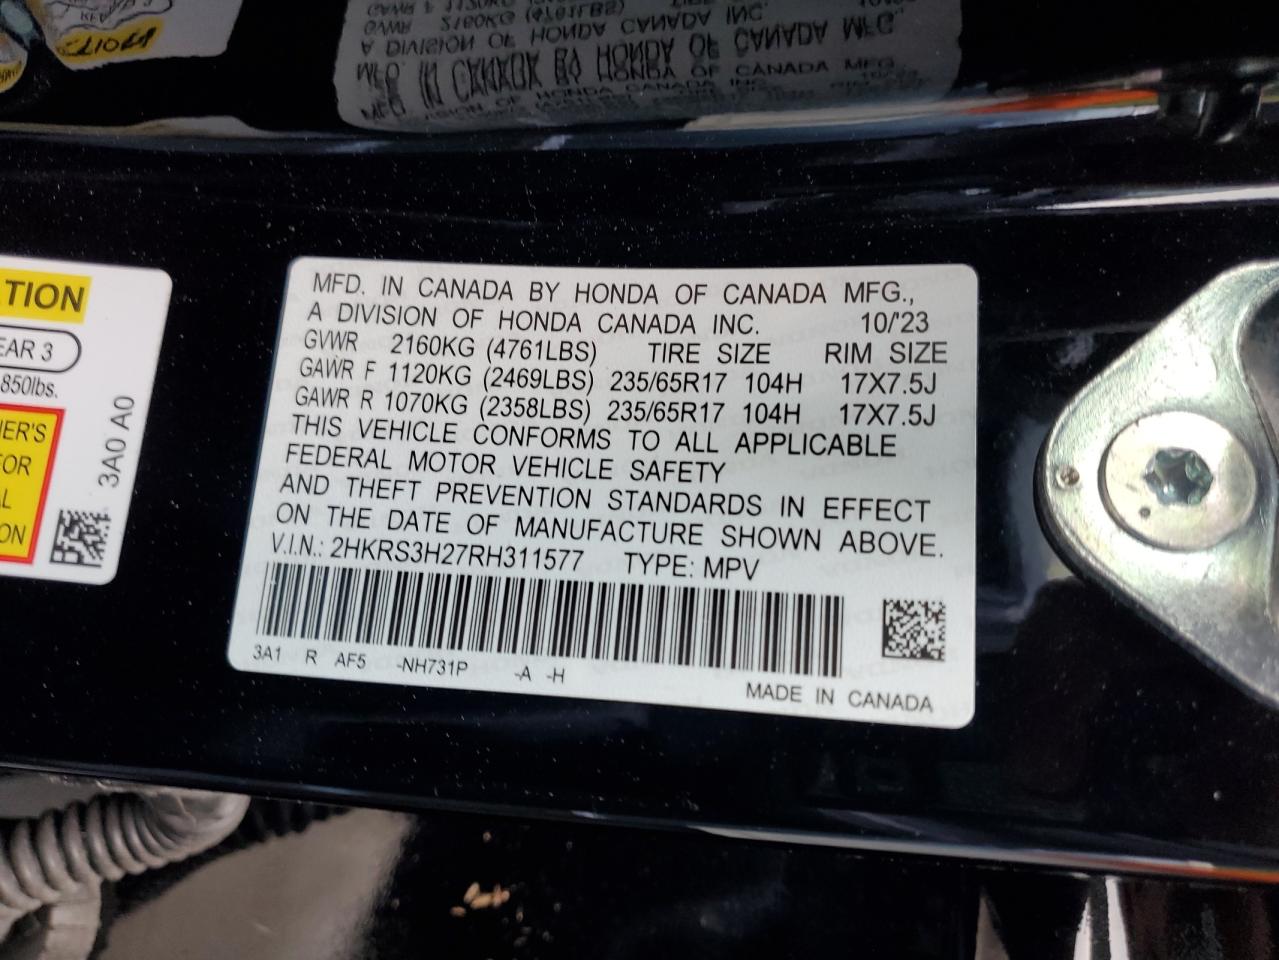 MFD. IN CANADA BY HONDA OF CANADA MFG.,
A DIVISION OF HONDA CANADA INC. 10/'23
GVWR 2160KG (4761LBS) TIRE SIZE RIM SIZE
GAWR F 1120KG (2469LBS) 235/65R17 104H 17X7.5J
GAWR R 1070KG (2358LBS) 235/65R17 104H 17X7.5J
THIS VEHICLE CONFORMS TO ALL APPLICABLE
FEDERAL MOTOR VEHICLE SAFETY
AND THEFT PREVENTION STANDARDS IN EFFECT
ON THE DATE OF MANUFACTURE SHOWN ABOVE.
V.I.N.: 2HKRS3H27RH311577 TYPE: MPV
3A1 R AF5 -NH731P -A -H
MADE IN CANADA
TION
EAR 3
850lbs.
ER'S
FOR
AL
ON
3A0 A0